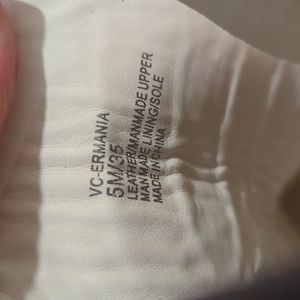 VC-ERMANIA
5M/35
LEATHER/MANMADE UPPER
MAN MADE LINING/SOLE
MADE IN CHINA